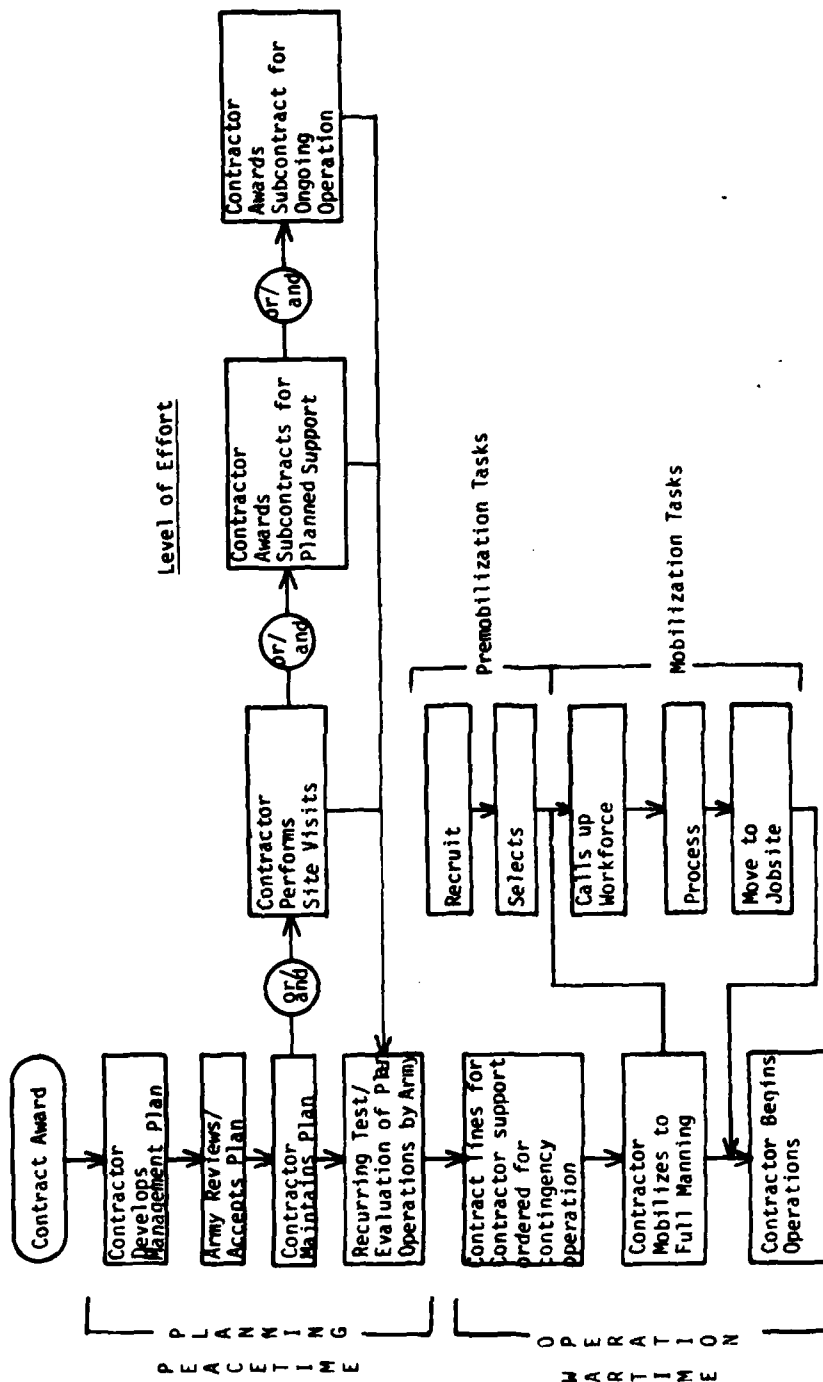 Contract Award
Contractor
Develops
Management Plan
Army Reviews/
Accepts Plan
Contractor
Maintains Plan
Recurring Test/
Evaluation of Plan
Operations by Army
Contract lines for
Contractor support
ordered for
contingency
operation
Contractor
Mobilizes to
Full Manning
Contractor Begins
Operations
PEACETIME
PLANNING
WARTIME
OPERATION
or/
and
Contractor
Performs
Site Visits
or/
and
Contractor
Awards
Subcontracts for
Planned Support
or/
and
Contractor
Awards
Subcontract for
Ongoing
Operation
Level of Effort
Recruit
Selects
Calls up
Workforce
Process
Move to
Jobsite
Premobilization Tasks
Mobilization Tasks